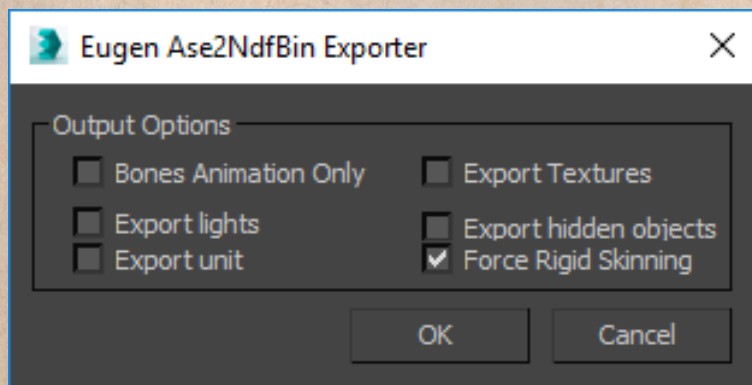 Eugen Ase2NdfBin Exporter
Output Options
Bones Animation Only
Export Textures
Export lights
Export hidden objects
Export unit
Force Rigid Skinning
OK
Cancel